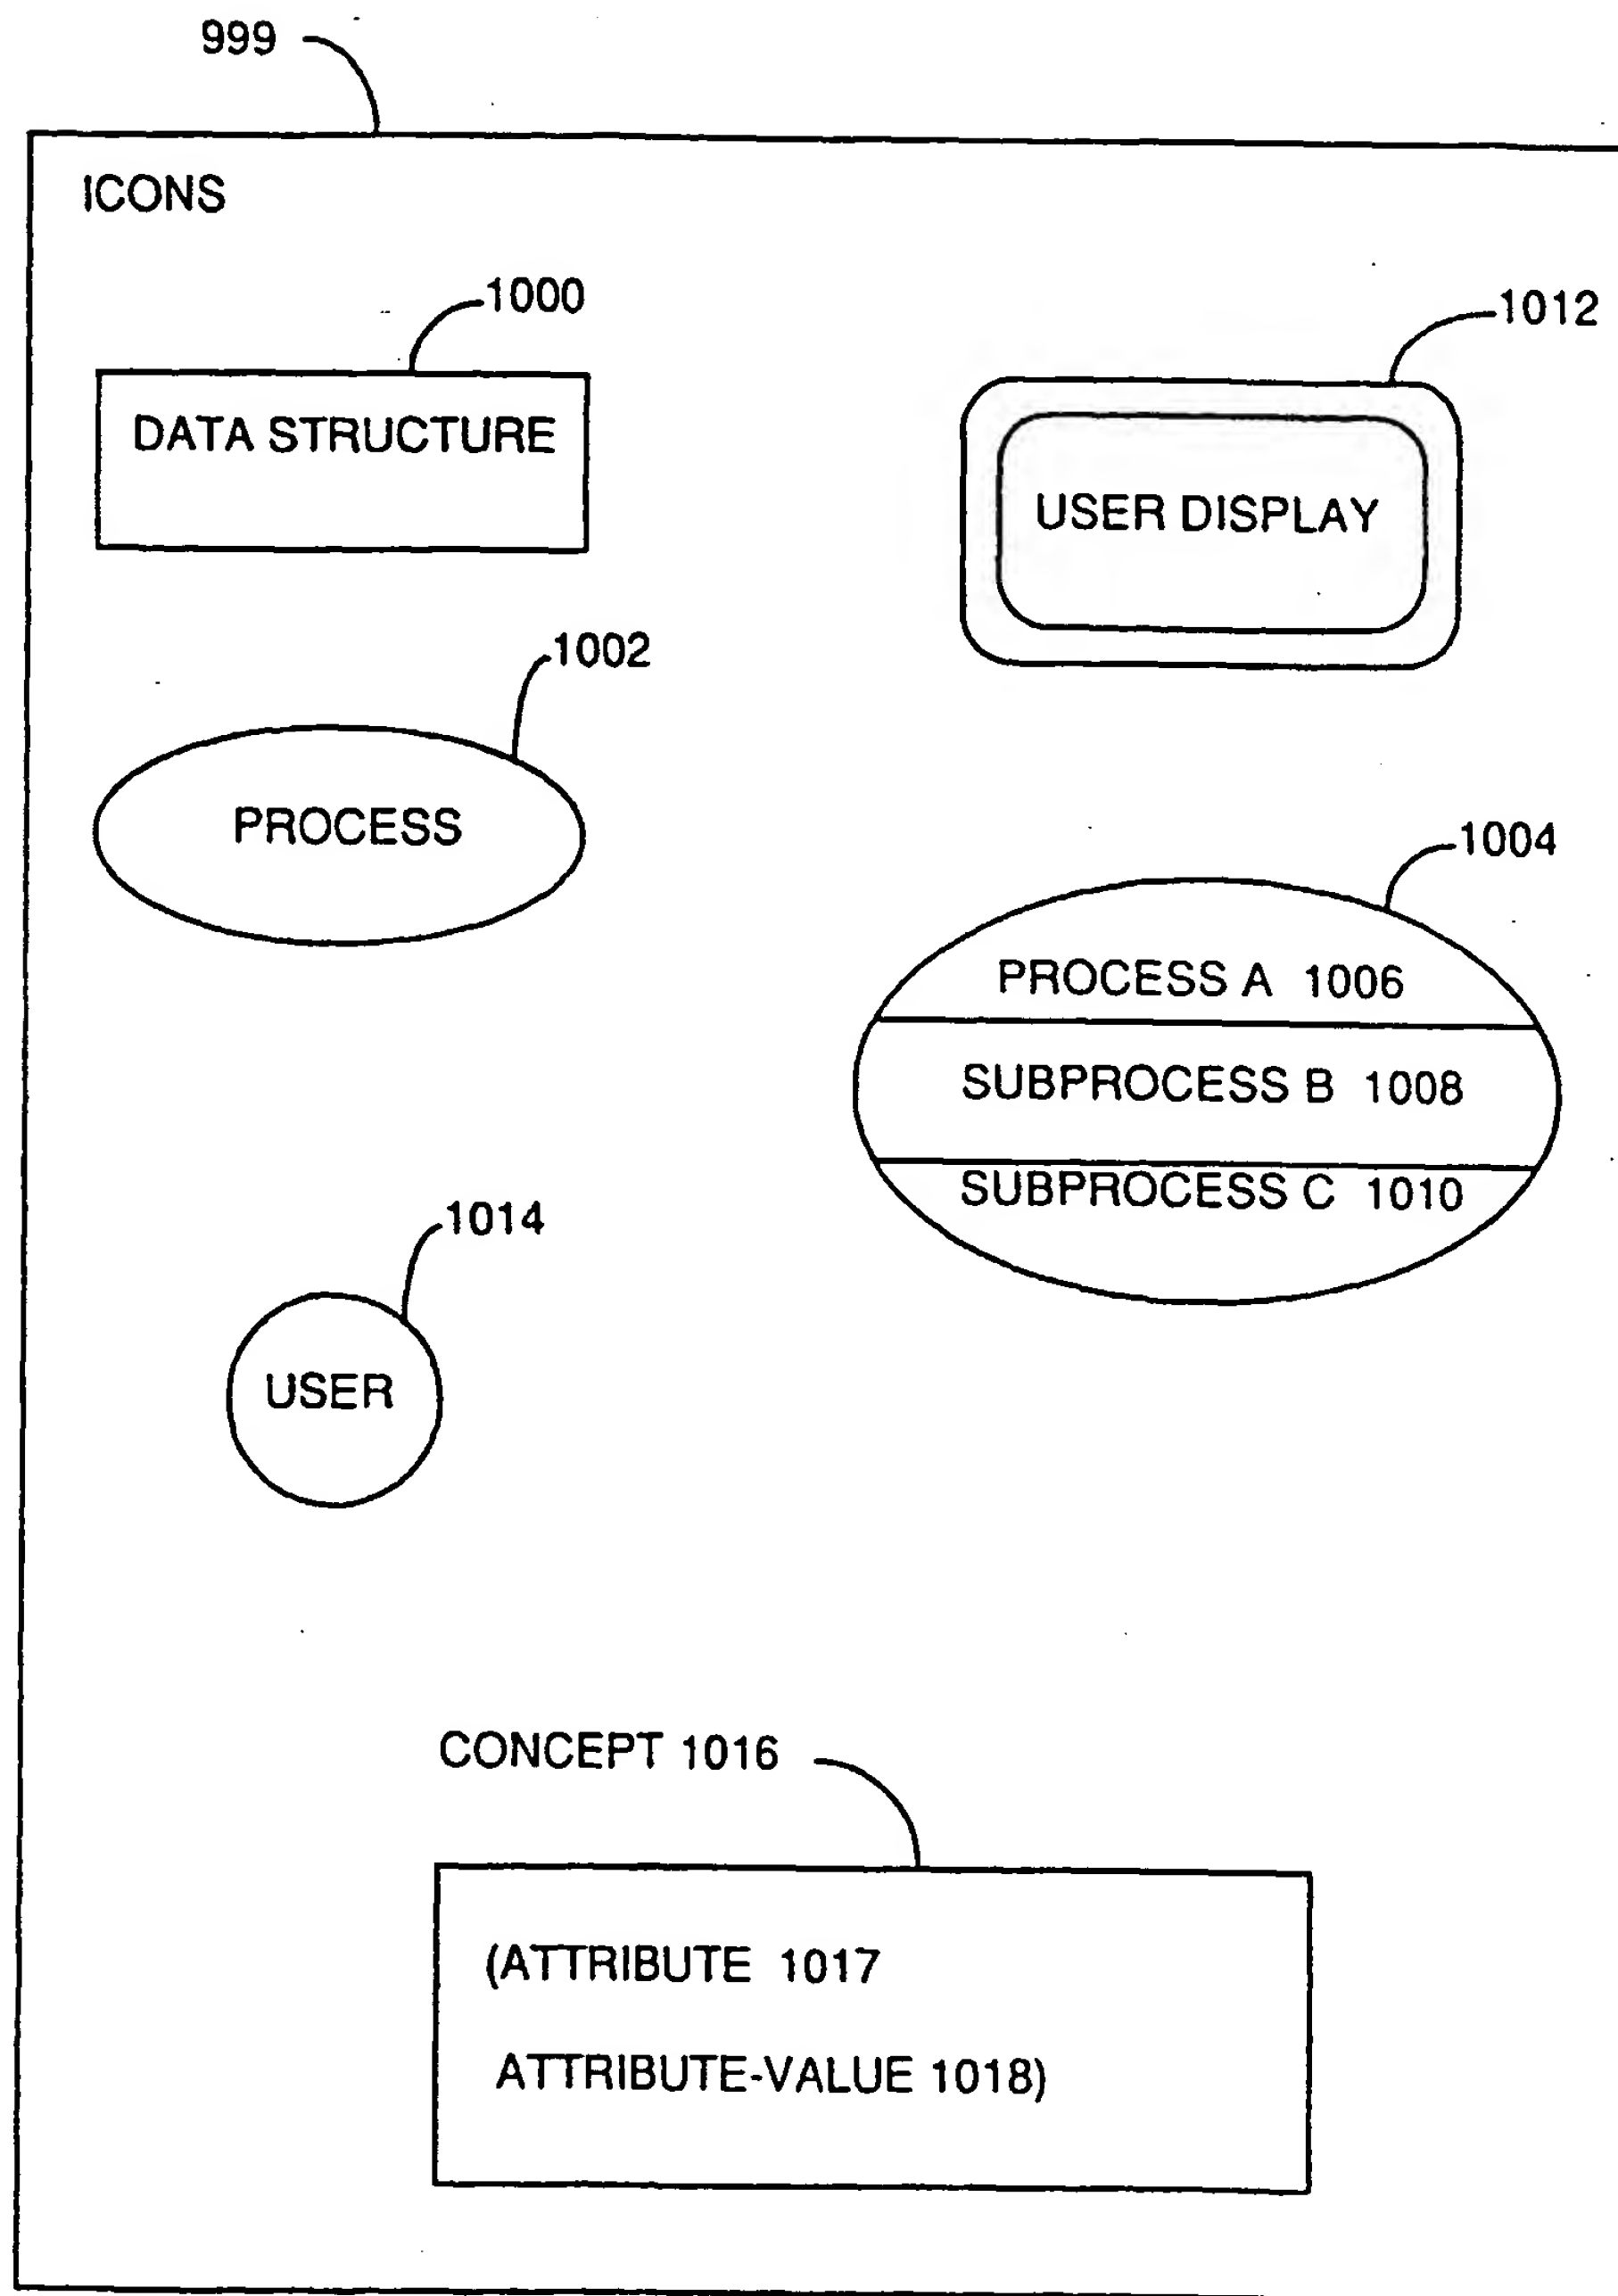 999
ICONS
1000
DATA STRUCTURE
1012
USER DISPLAY
1002
PROCESS
1004
PROCESS A 1006
SUBPROCESS B 1008
SUBPROCESS C 1010
1014
USER
CONCEPT 1016
(ATTRIBUTE 1017
ATTRIBUTE-VALUE 1018)